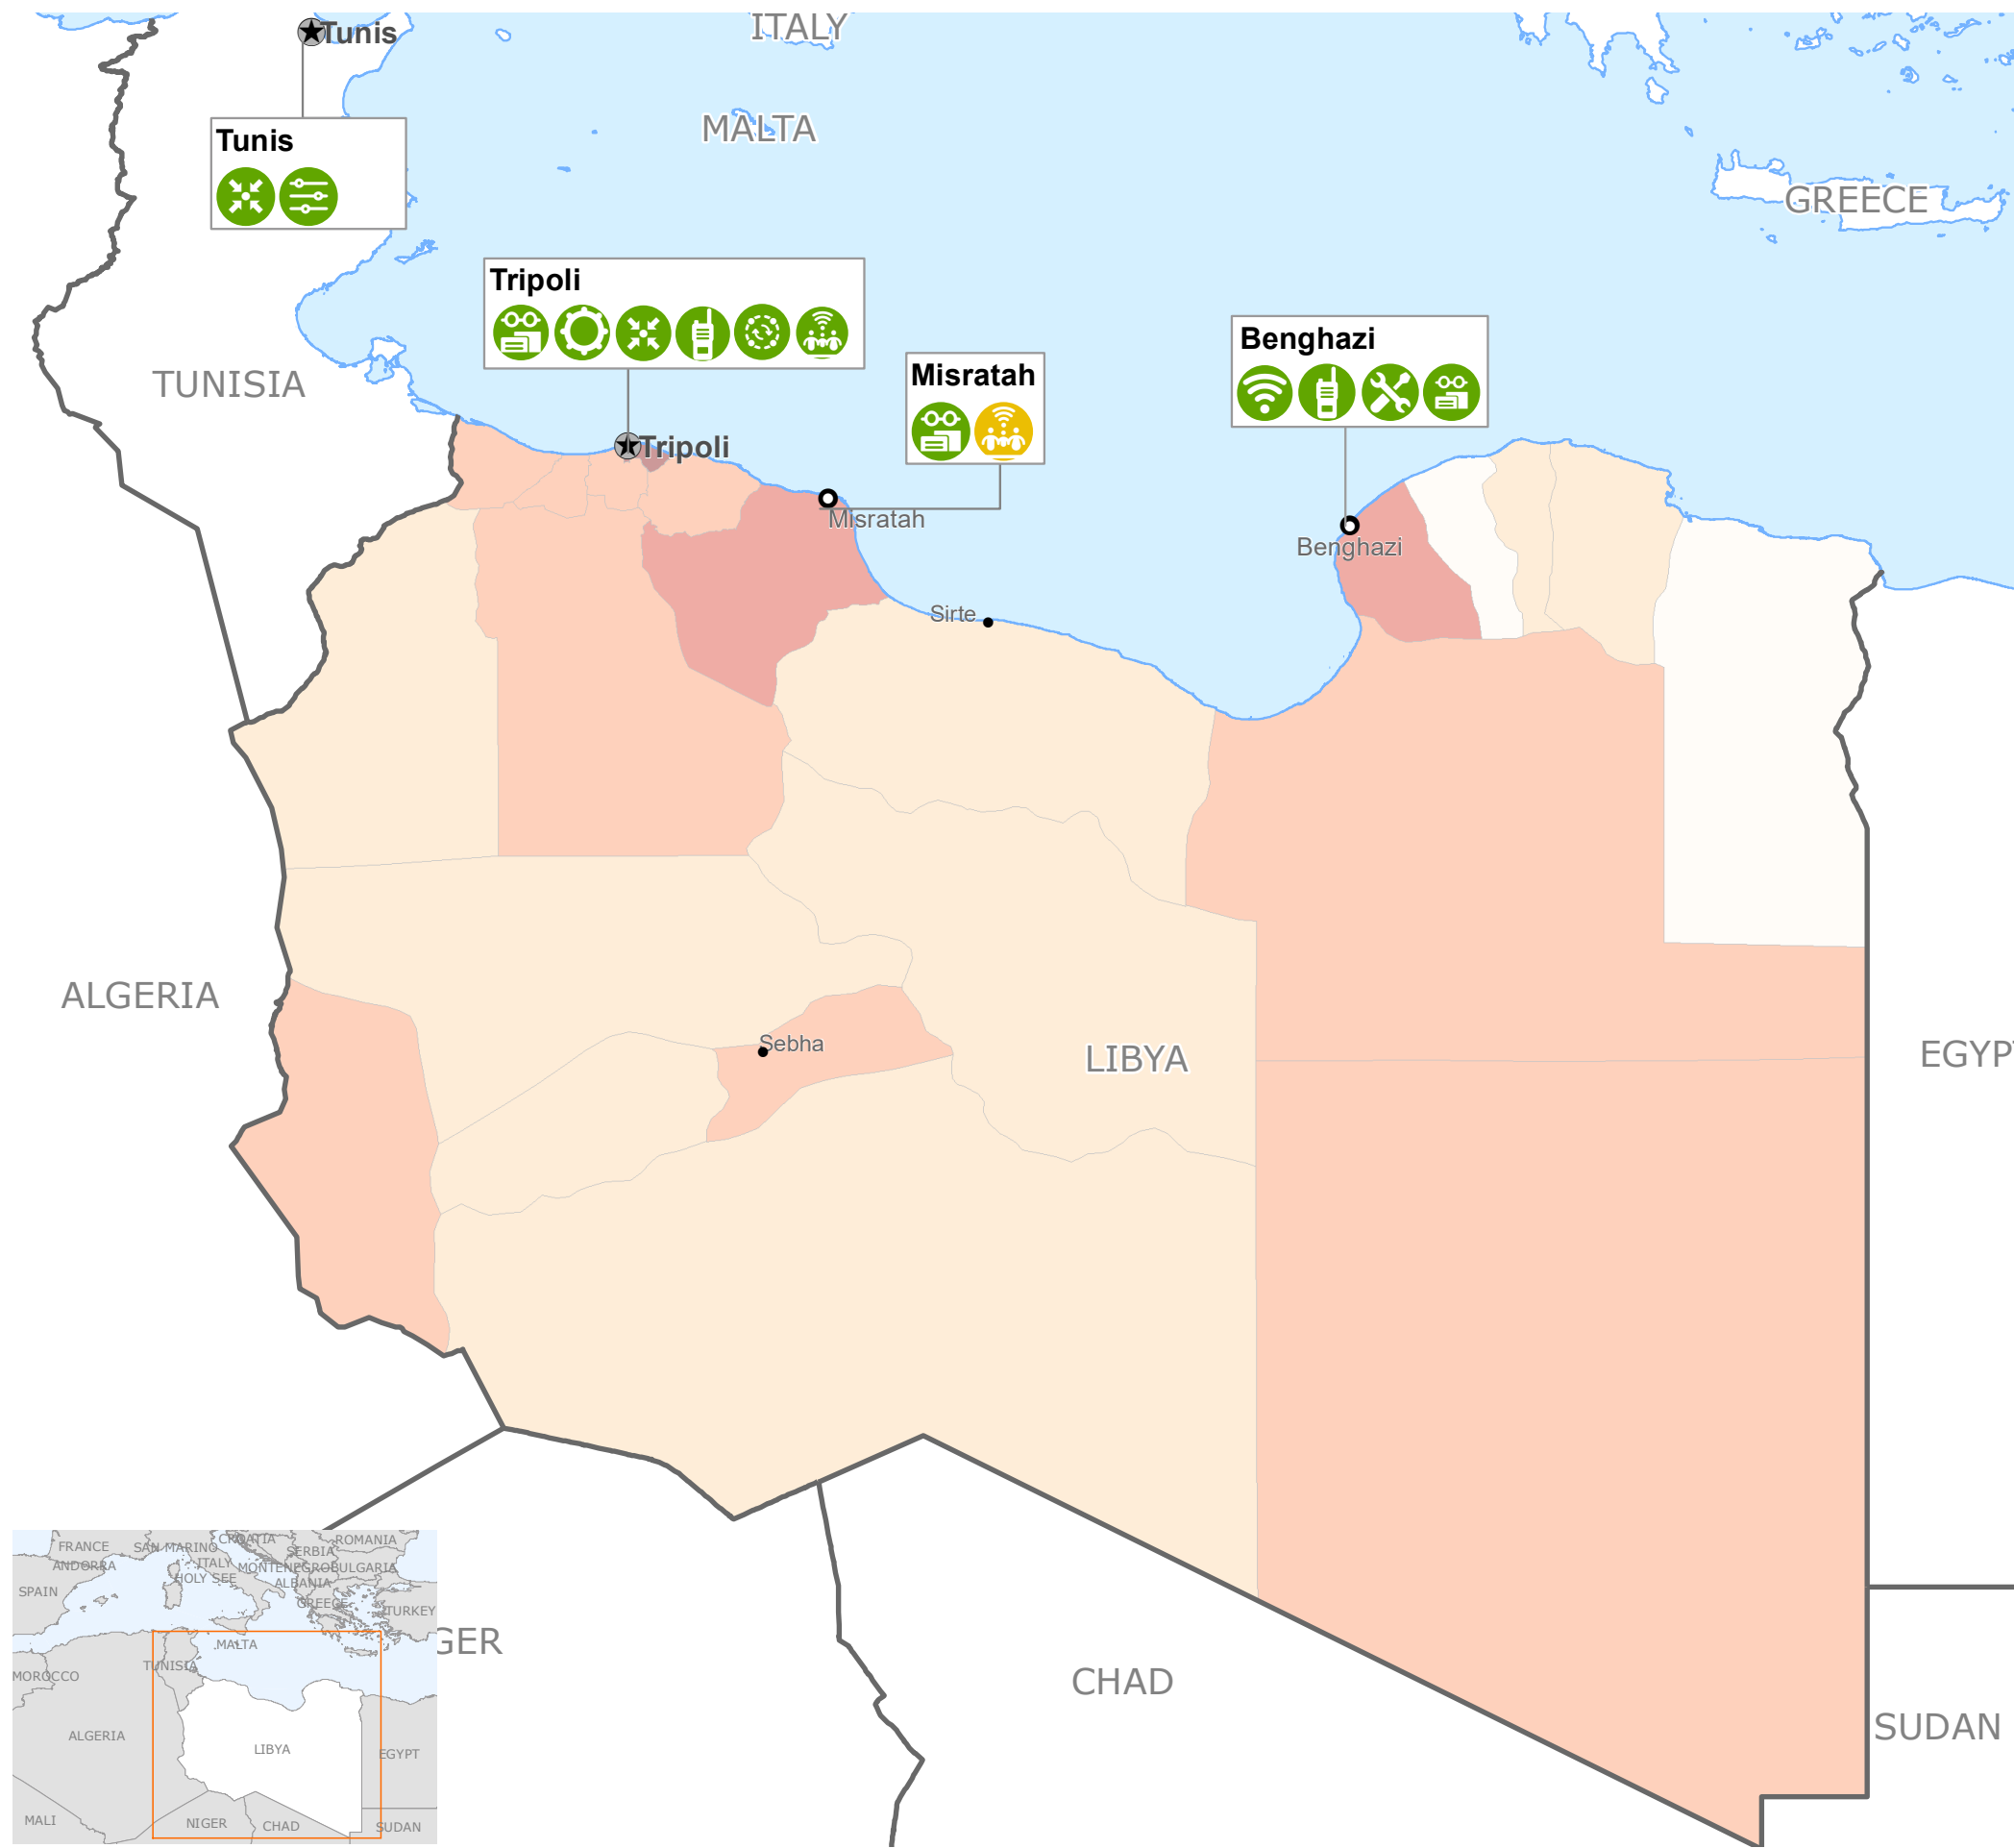 ITALY
Tunis
MALTA
Tunis
GREECE
Tripoli
Benghazi
Misratah
TUNISIA
Tripoli
Misratah
Benghazi
Sirte
ALGERIA
Sebha
LIBYA
EGYP
GER
CHAD
SUDAN
FRANCE
SAN MARINO
CROATIA
ROMANIA
SERBIA
ANDORRA
ITALY
MONTENEGRO
BULGARIA
HOLY SEE
ALBANIA
SPAIN
GREECE
TURKEY
MALTA
TUNISIA
MOROCCO
ALGERIA
LIBYA
EGYPT
MALI
NIGER
CHAD
SUDAN